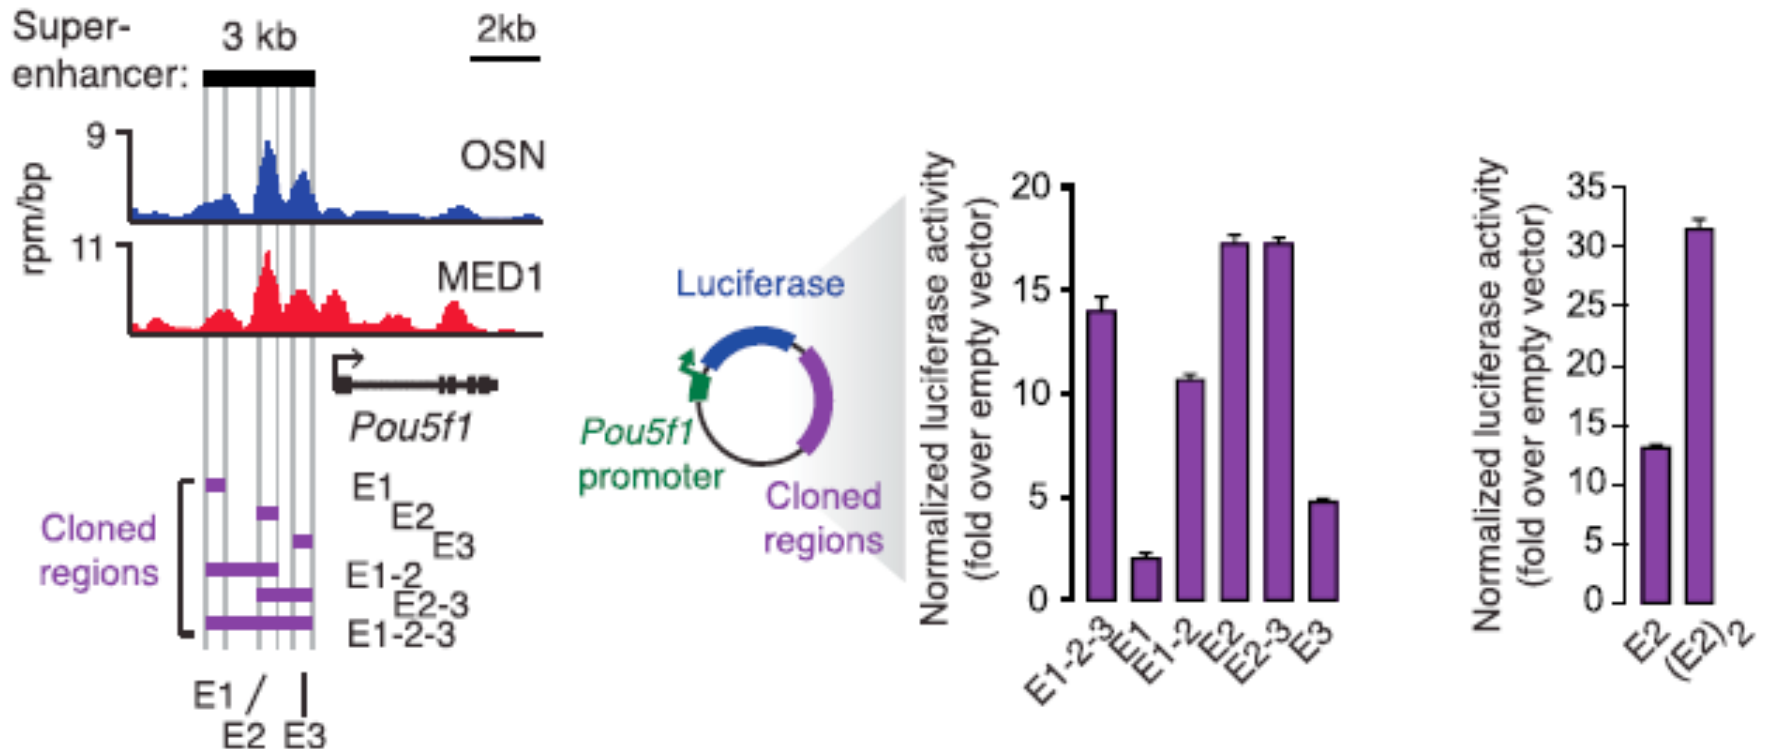 Super-
enhancer:
3 kb
2kb
9
OSN
rpm/bp
11
MED1
Pou5f1
Cloned
regions
E1
E2
E3
E1-2
E2-3
E1-2-3
E1
E2
E3
Luciferase
Pou5f1
promoter
Cloned
regions
Normalized luciferase activity
(fold over empty vector)
20
15
10
5
0
E1-2-3
E1
E1-2
E2
E2-3
E3
Normalized luciferase activity
(fold over empty vector)
35
30
25
20
15
10
5
0
E2
(E2)2